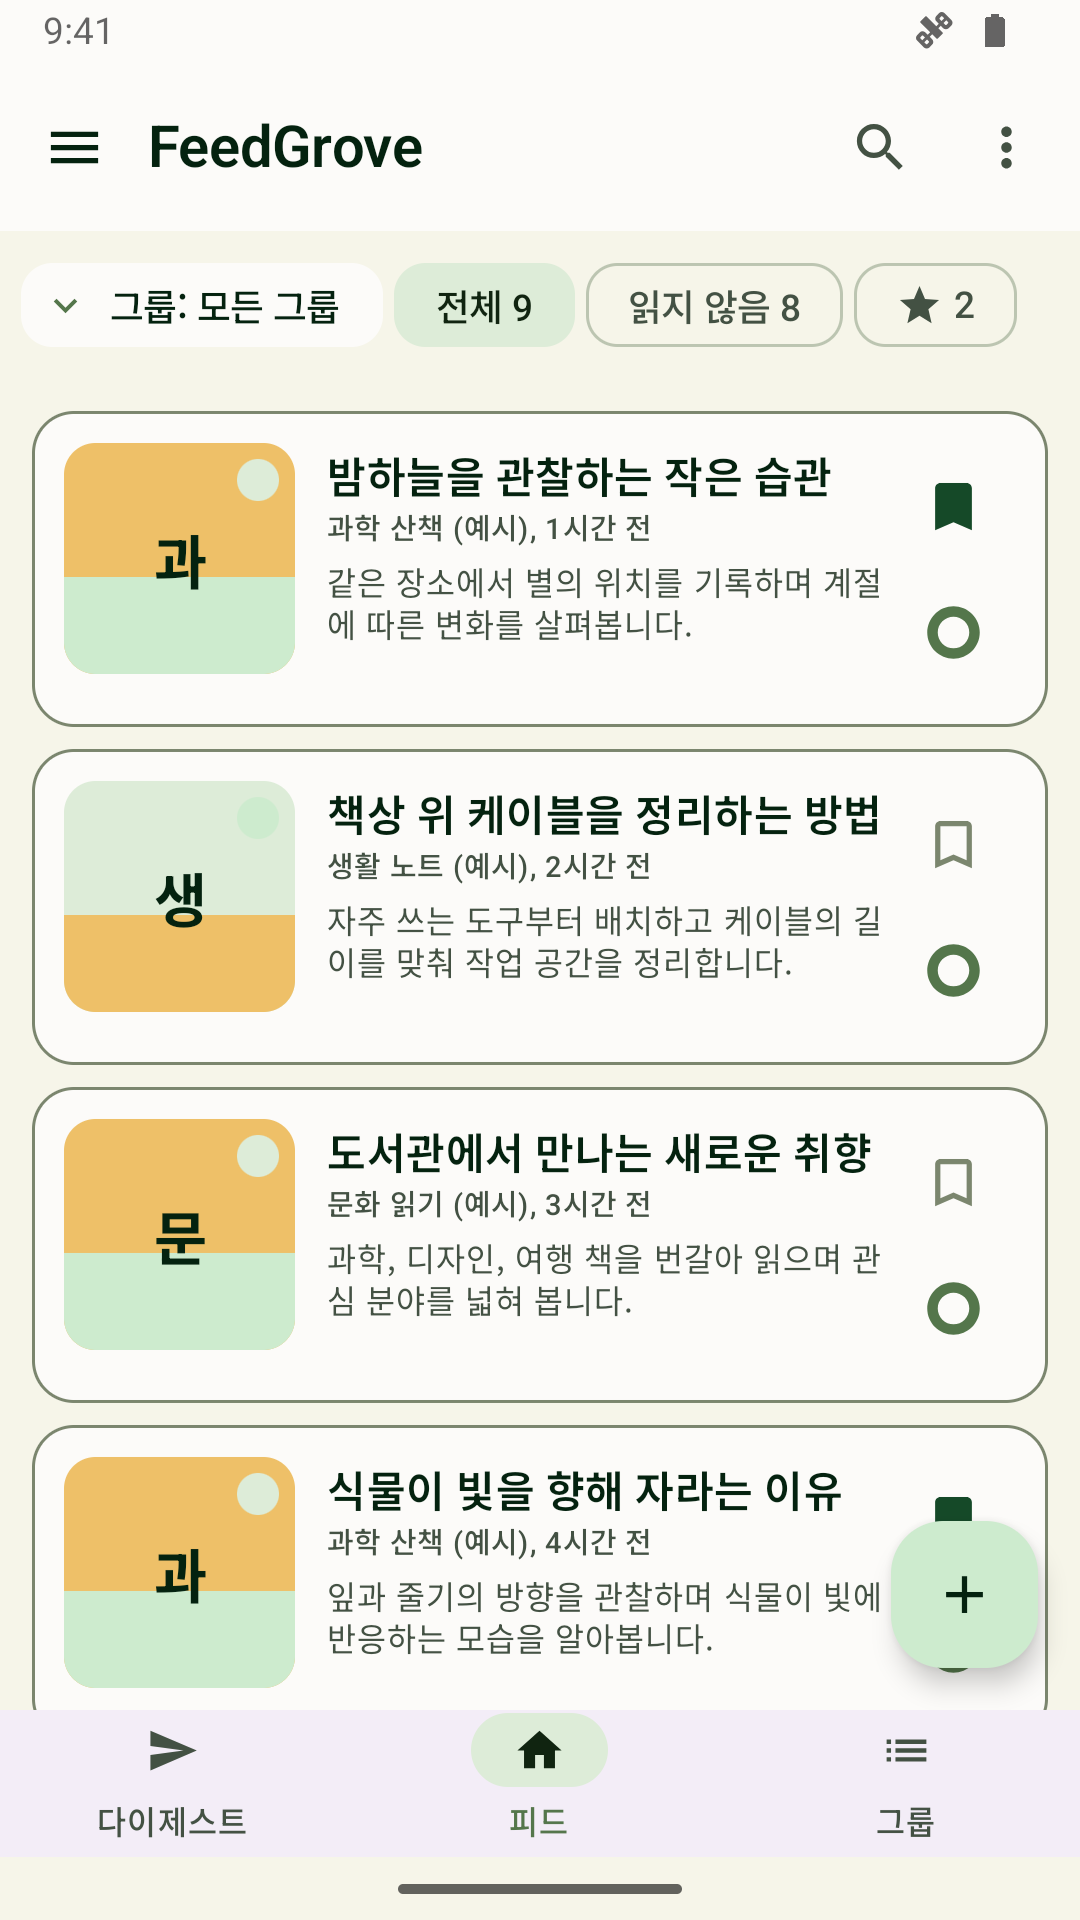 9:41
FeedGrove
그룹: 모든 그룹
전체 9
읽지 않음 8
2
과
밤하늘을 관찰하는 작은 습관
과학 산책 (예시), 1시간 전
같은 장소에서 별의 위치를 기록하며 계절
에 따른 변화를 살펴봅니다.
생
책상 위 케이블을 정리하는 방법
생활 노트 (예시), 2시간 전
자주 쓰는 도구부터 배치하고 케이블의 길
이를 맞춰 작업 공간을 정리합니다.
문
도서관에서 만나는 새로운 취향
문화 읽기 (예시), 3시간 전
과학, 디자인, 여행 책을 번갈아 읽으며 관
심 분야를 넓혀 봅니다.
과
식물이 빛을 향해 자라는 이유
과학 산책 (예시), 4시간 전
잎과 줄기의 방향을 관찰하며 식물이 빛에
반응하는 모습을 알아봅니다.
다이제스트
피드
그룹